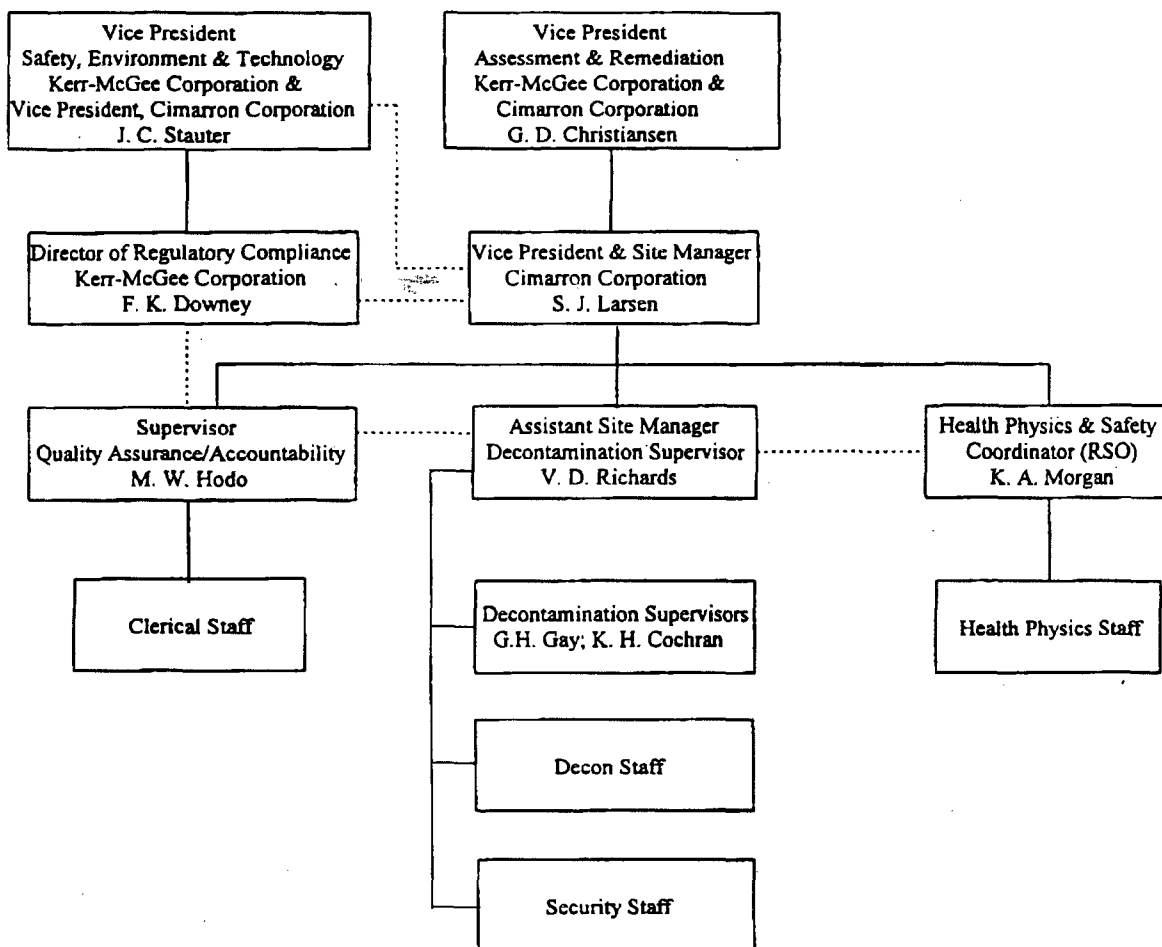 Vice President
Safety, Environment & Technology
Kerr-McGee Corporation &
Vice President, Cimarron Corporation
J. C. Stauter
Vice President
Assessment & Remediation
Kerr-McGee Corporation &
Cimarron Corporation
G. D. Christiansen
Director of Regulatory Compliance
Kerr-McGee Corporation
F. K. Downey
Vice President & Site Manager
Cimarron Corporation
S. J. Larsen
Supervisor
Quality Assurance/Accountability
M. W. Hodo
Assistant Site Manager
Decontamination Supervisor
V. D. Richards
Health Physics & Safety
Coordinator (RSO)
K. A. Morgan
Clerical Staff
Decontamination Supervisors
G.H. Gay; K. H. Cochran
Health Physics Staff
Decon Staff
Security Staff